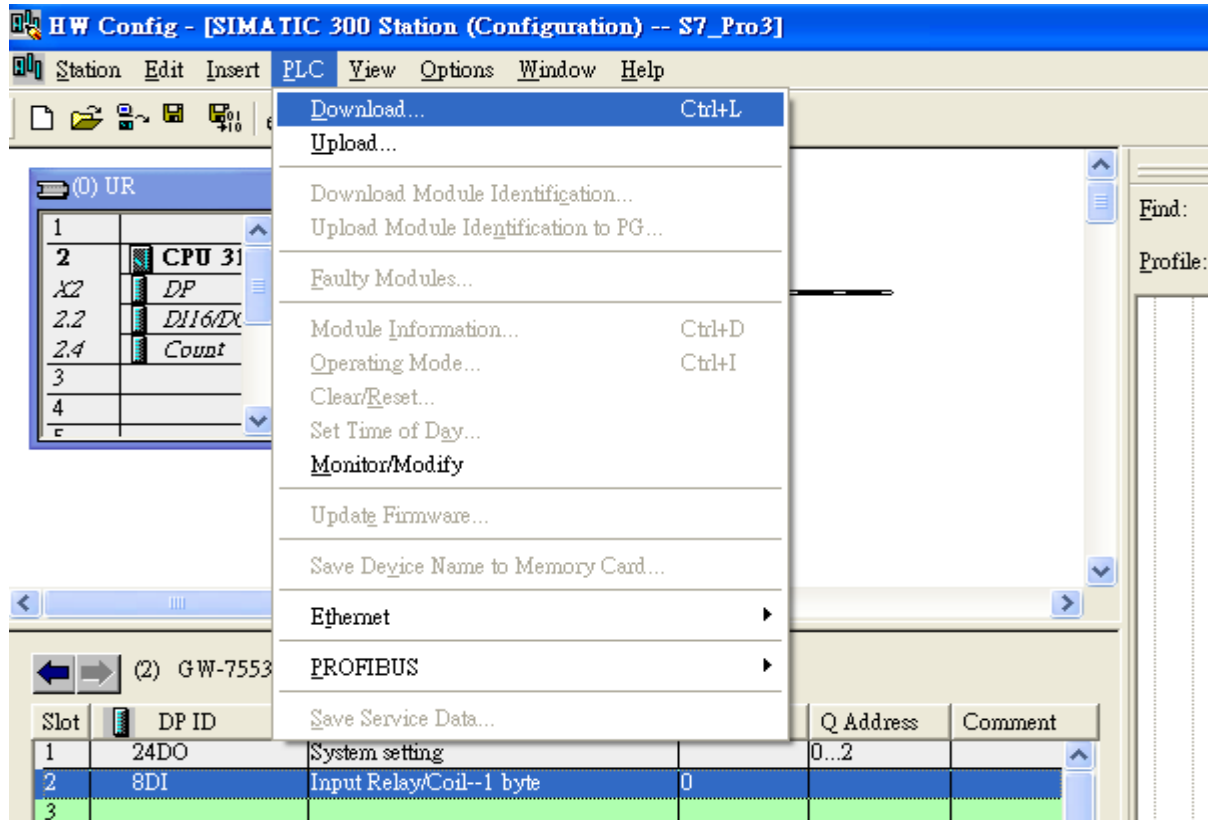 HW Config - [SIMATIC 300 Station (Configuration) -- S7_Pro3]
Station Edit Insert PLC View Options Window Help
Download... Ctrl+L
Upload...
Download Module Identification...
Upload Module Identification to PG...
Faulty Modules...
Module Information... Ctrl+D
Operating Mode... Ctrl+I
Clear/Reset...
Set Time of Day...
Monitor/Modify
Update Firmware...
Save Device Name to Memory Card...
Ethernet
PROFIBUS
Save Service Data...
(0) UR
1
2 CPU 31
X2 DP
2.2 DI16/DO
2.4 Count
3
4
Find:
Profile:
(2) GW-7553
Slot DP ID Q Address Comment
1 24DO System setting 0...2
2 8DI Input Relay/Coil--1 byte 0
3